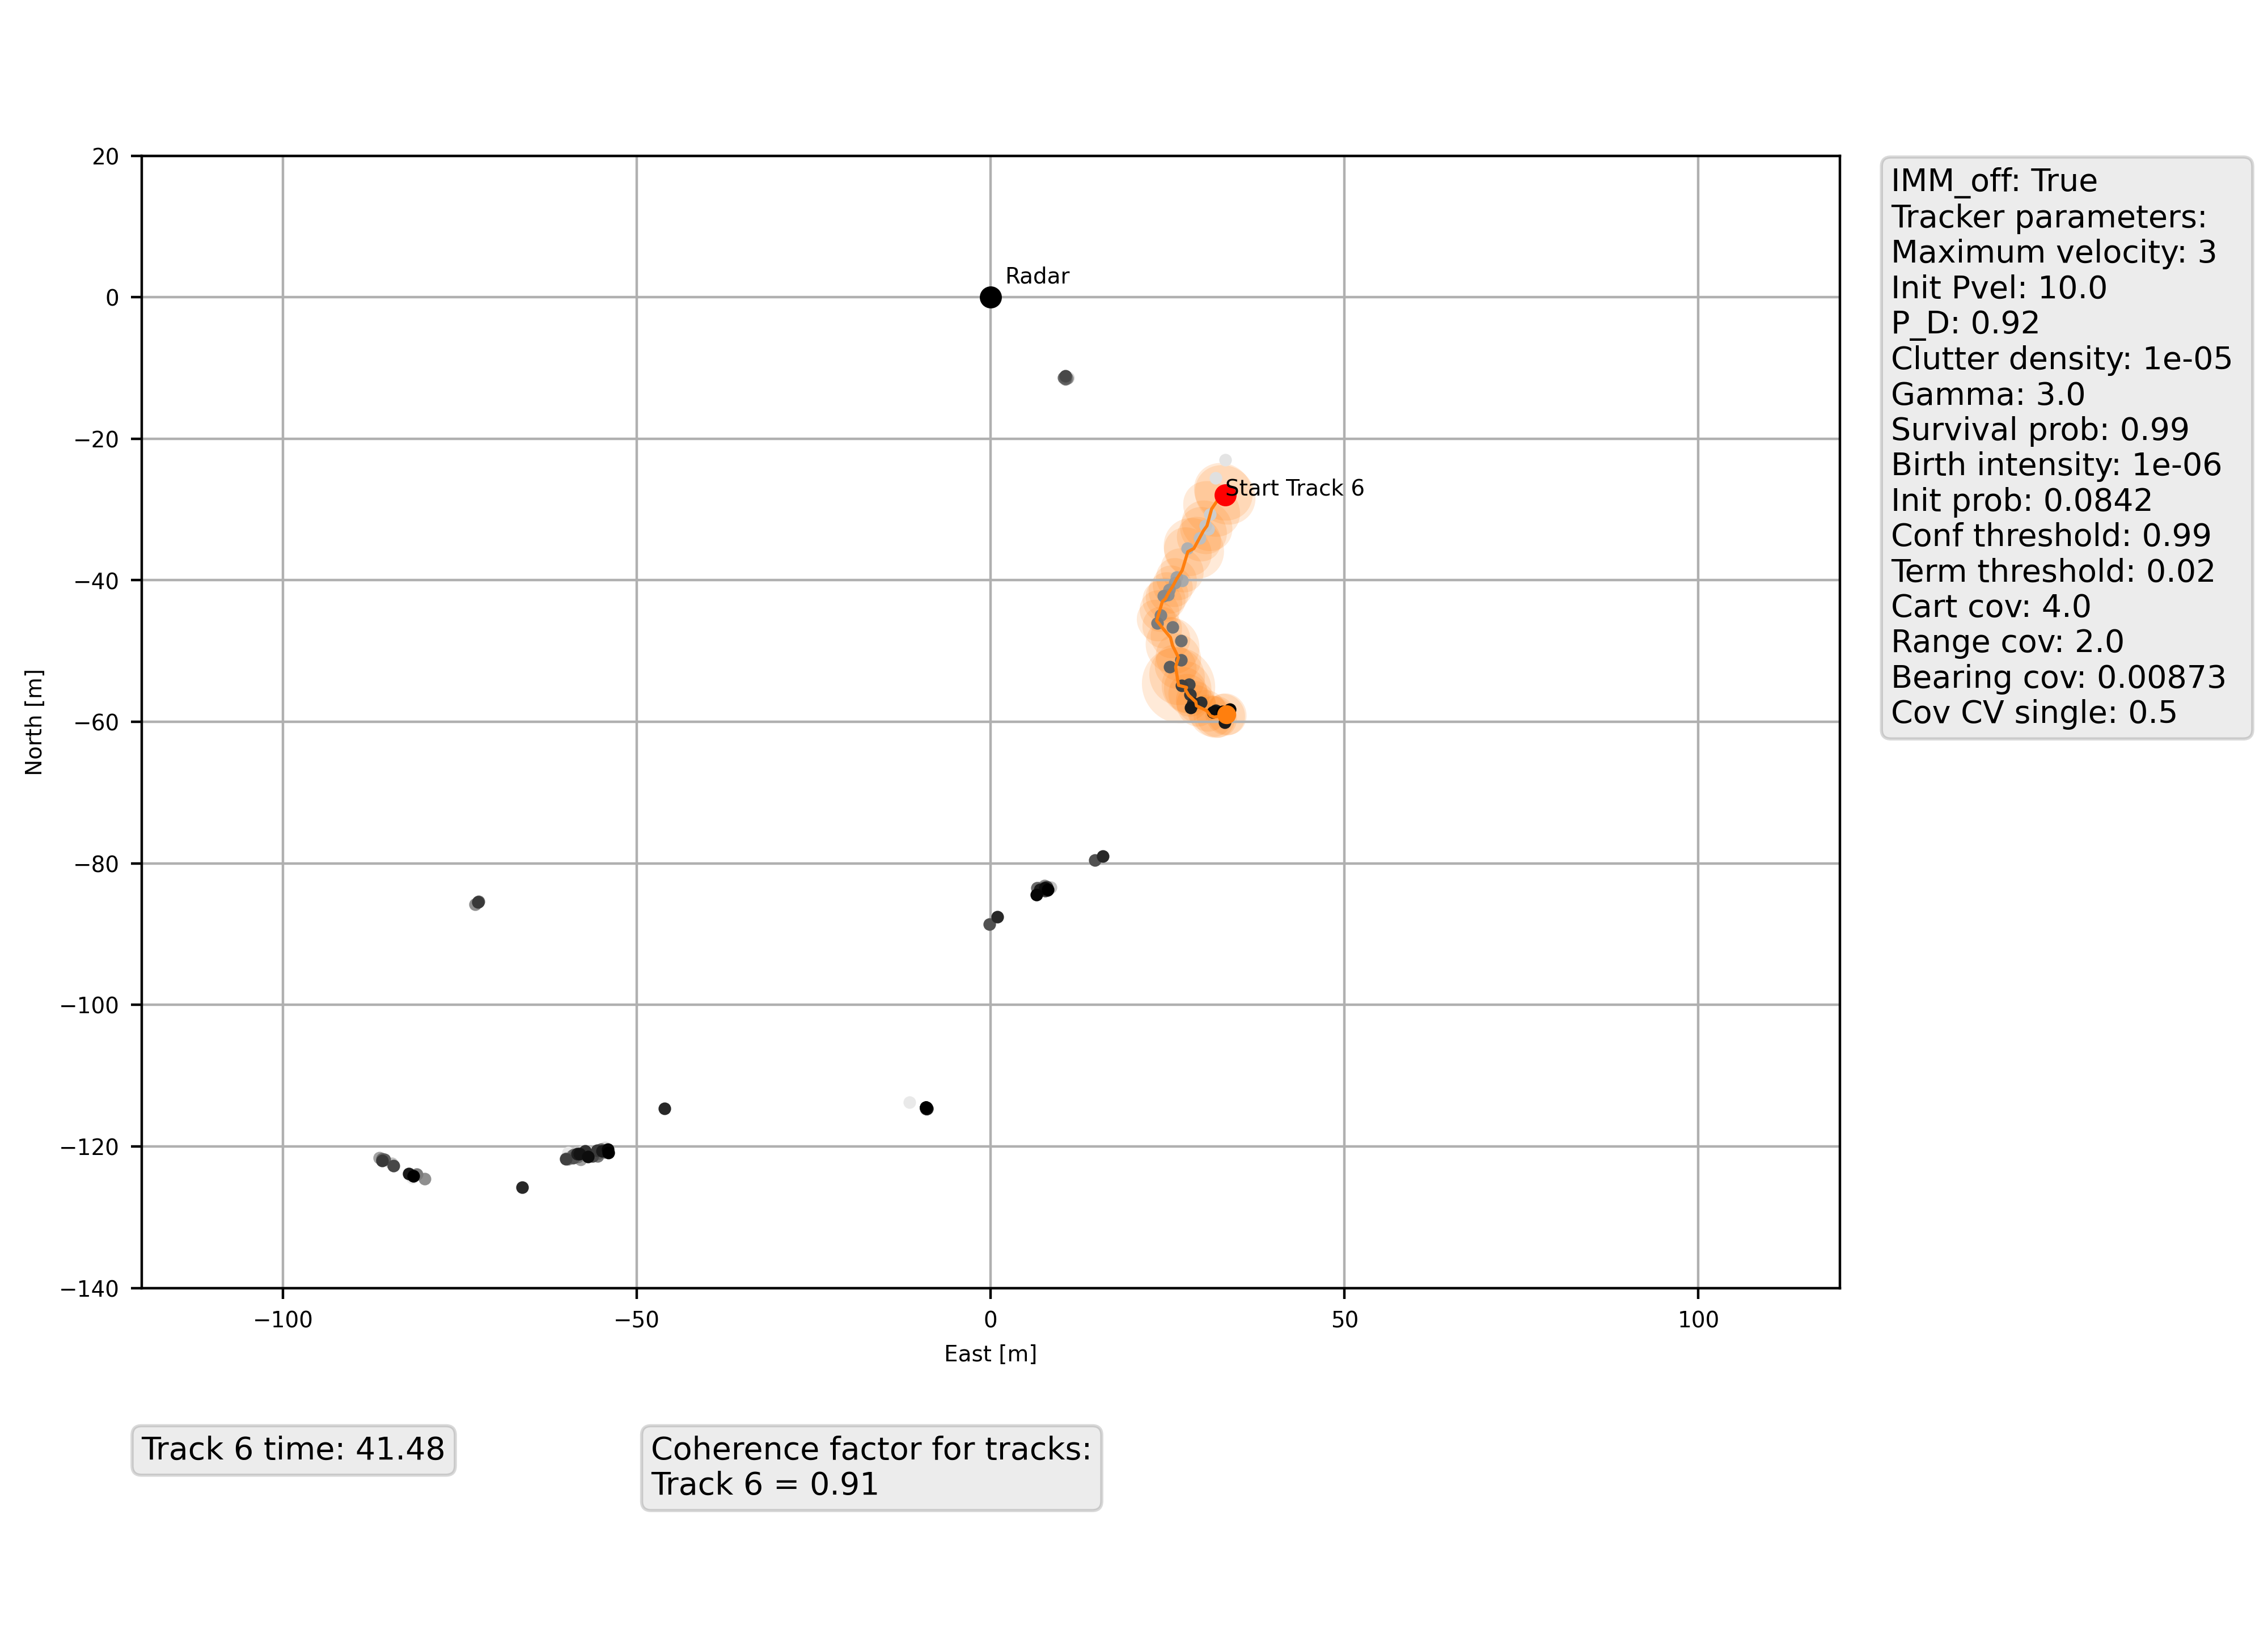 20
0
−20
−40
−60
−80
−100
−120
−140
North [m]
Radar
Start Track 6
−100
−50
0
50
100
East [m]
IMM_off: True
Tracker parameters:
Maximum velocity: 3
Init Pvel: 10.0
P_D: 0.92
Clutter density: 1e-05
Gamma: 3.0
Survival prob: 0.99
Birth intensity: 1e-06
Init prob: 0.0842
Conf threshold: 0.99
Term threshold: 0.02
Cart cov: 4.0
Range cov: 2.0
Bearing cov: 0.00873
Cov CV single: 0.5
Track 6 time: 41.48
Coherence factor for tracks:
Track 6 = 0.91